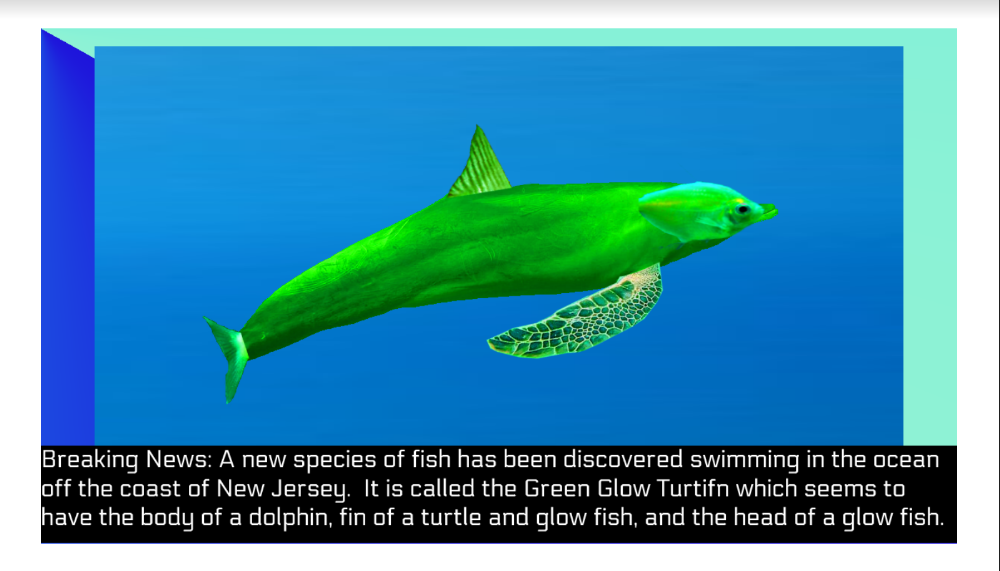 Breaking News: A new species of fish has been discovered swimming in the ocean
off the coast of New Jersey.  It is called the Green Glow Turtifn which seems to
have the body of a dolphin, fin of a turtle and glow fish, and the head of a glow fish.